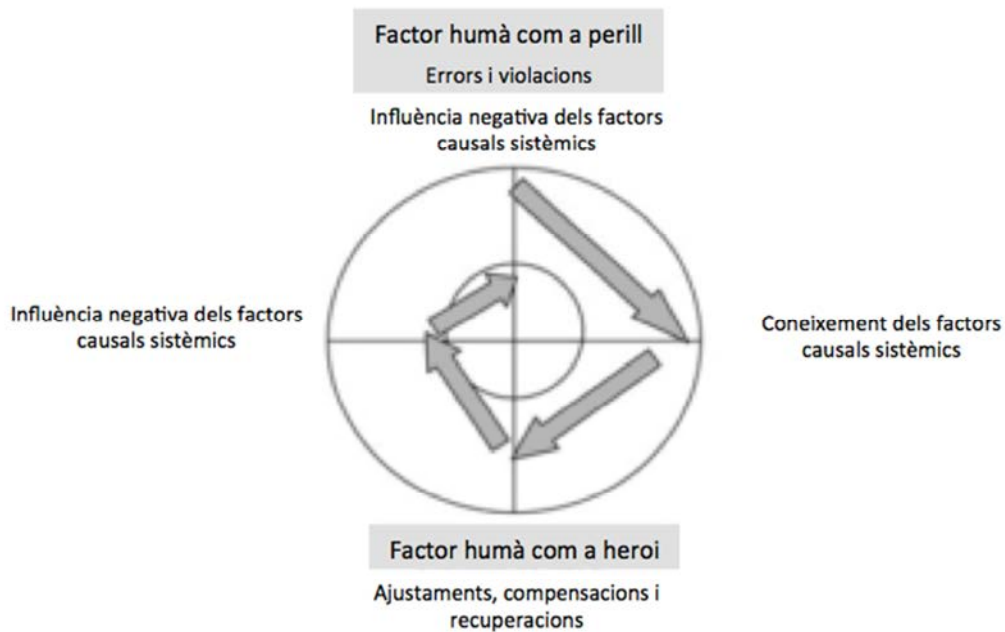 Factor humà com a perill
Errors i violacions
Influència negativa dels factors
causals sistèmics
Influència negativa dels factors
causals sistèmics
Coneixement dels factors
causals sistèmics
Factor humà com a heroi
Ajustaments, compensacions i
recuperacions